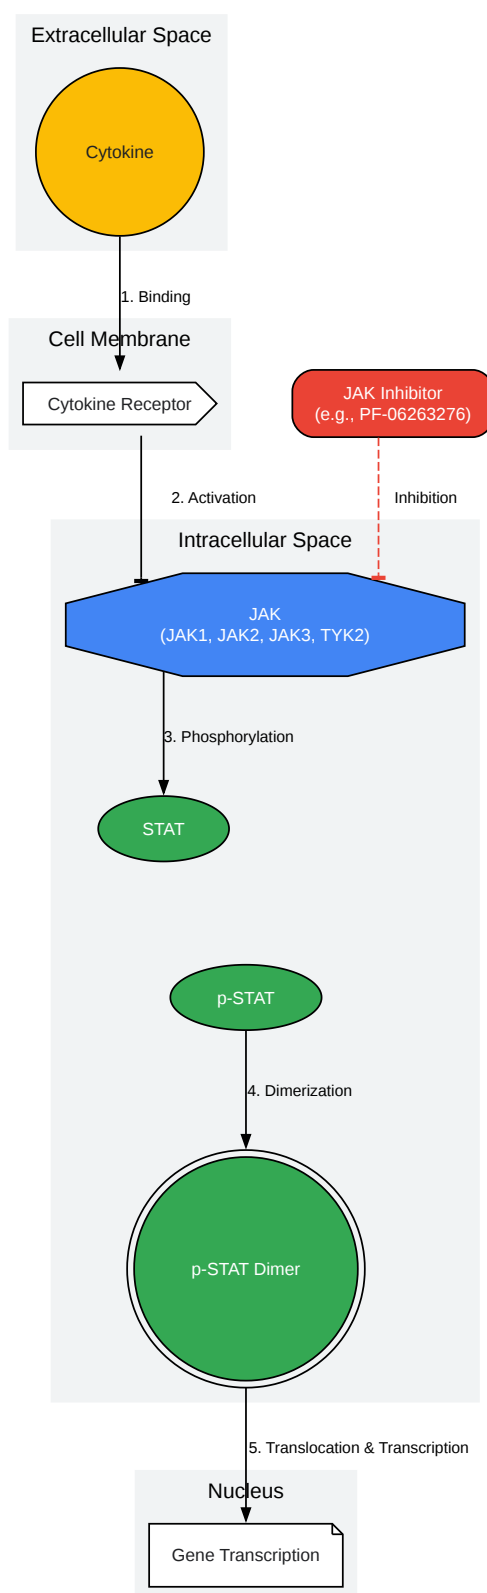 Extracellular Space
Cytokine
1. Binding
Cell Membrane
Cytokine Receptor
JAK Inhibitor
(e.g., PF-06263276)
2. Activation
Inhibition
Intracellular Space
JAK
(JAK1, JAK2, JAK3, TYK2)
3. Phosphorylation
STAT
p-STAT
4. Dimerization
p-STAT Dimer
5. Translocation & Transcription
Nucleus
Gene Transcription